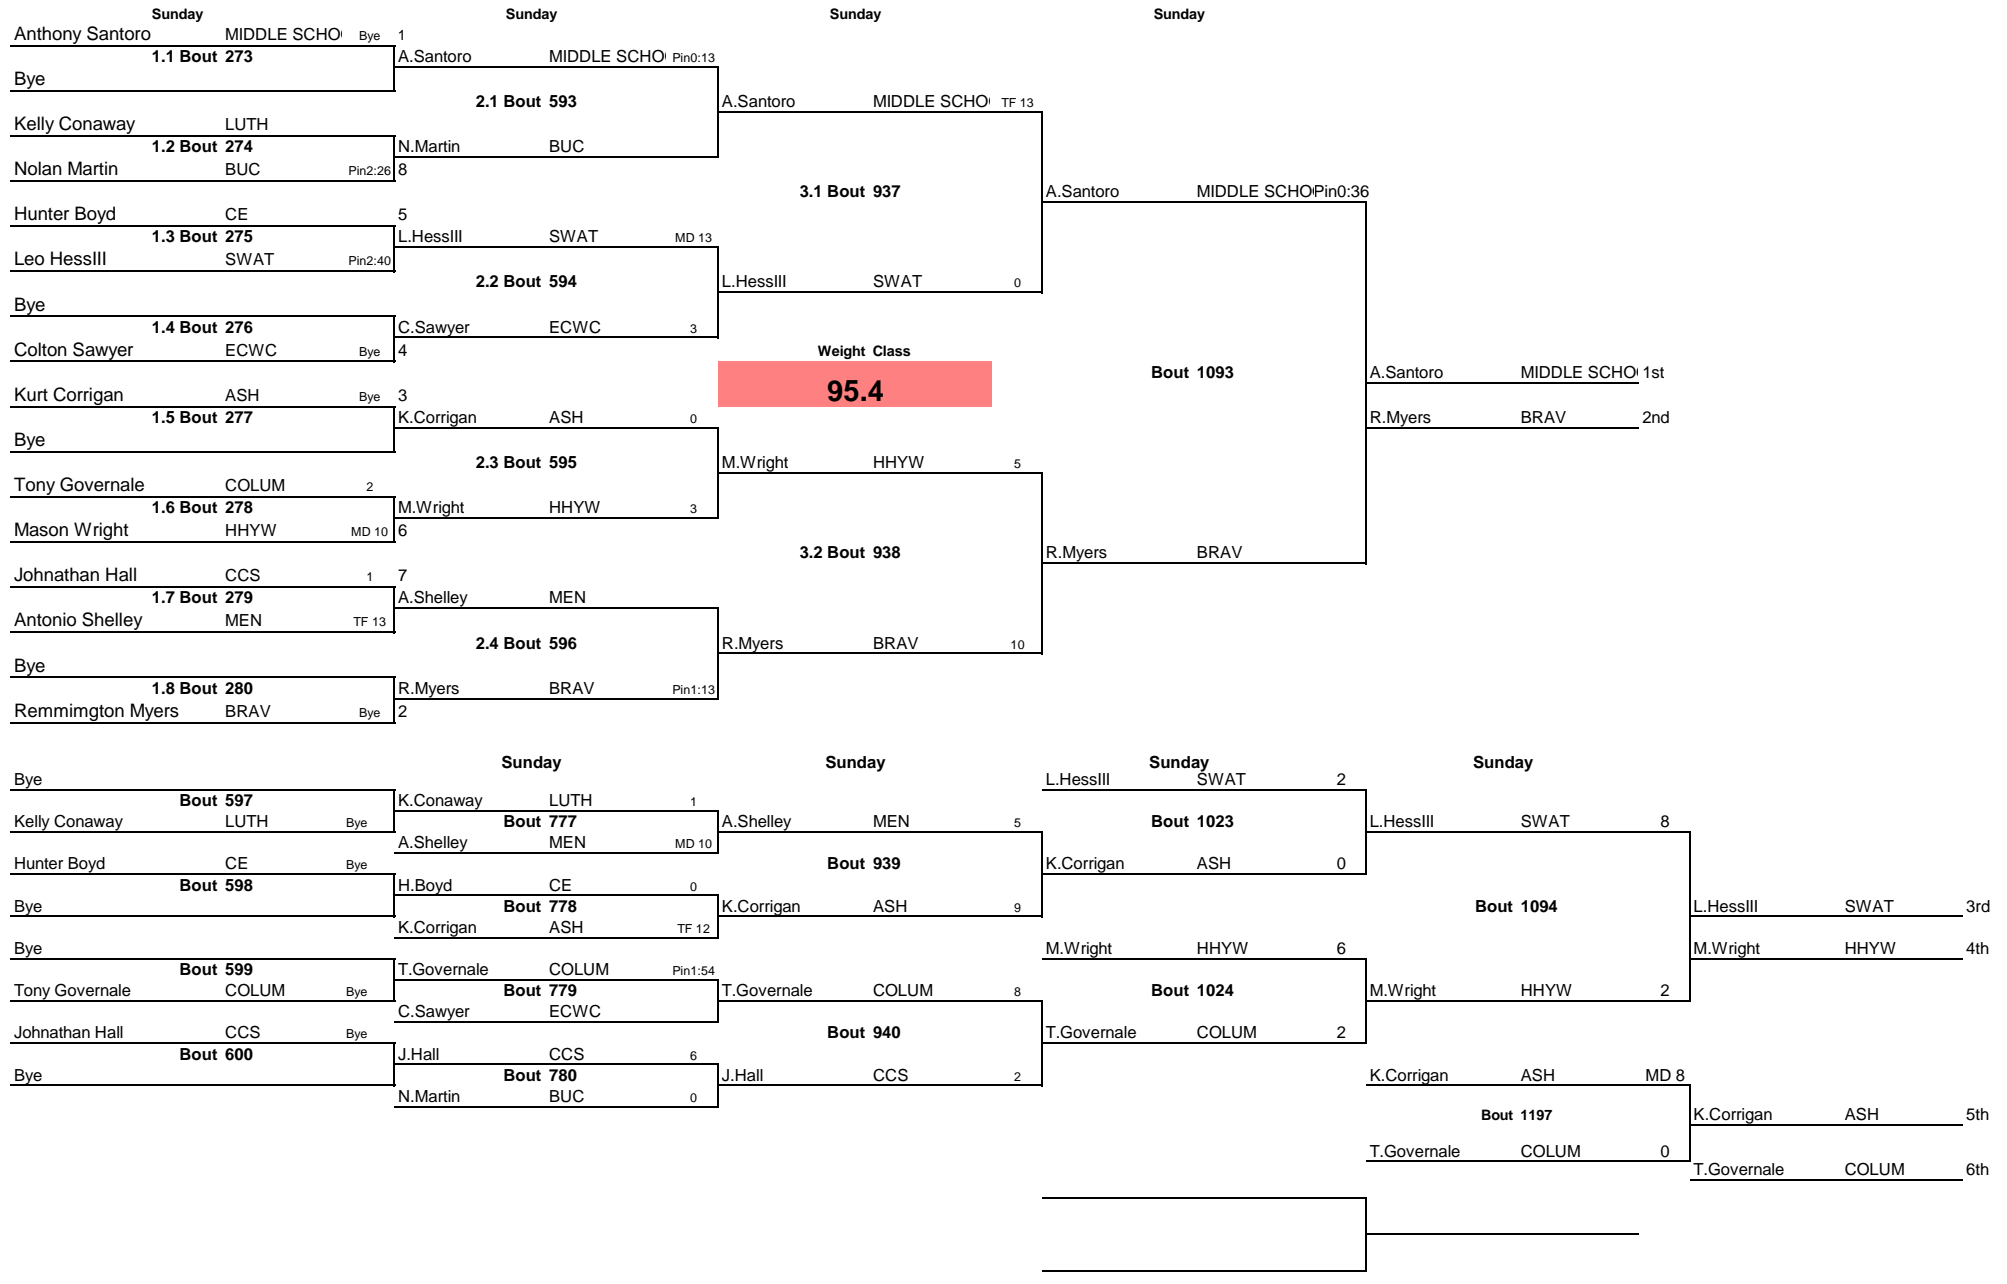 Sunday Sunday Sunday Sunday
Anthony Santoro MIDDLE SCHO Bye 1
1.1 Bout 273 A.Santoro MIDDLE SCHO Pin0:13
Bye
2.1 Bout 593 A.Santoro MIDDLE SCHO TF 13
Kelly Conaway LUTH
1.2 Bout 274 N.Martin BUC
Nolan Martin BUC Pin2:26 8
3.1 Bout 937 A.Santoro MIDDLE SCHO Pin0:36
Hunter Boyd CE 5
1.3 Bout 275 L.HessIII SWAT MD 13
Leo HessIII SWAT Pin2:40
2.2 Bout 594 L.HessIII SWAT 0
Bye
1.4 Bout 276 C.Sawyer ECWC 3
Colton Sawyer ECWC Bye 4 Weight Class
Bout 1093 A.Santoro MIDDLE SCHO 1st
95.4
Kurt Corrigan ASH Bye 3
1.5 Bout 277 K.Corrigan ASH 0 R.Myers BRAV 2nd
Bye
2.3 Bout 595 M.Wright HHYW 5
Tony Governale COLUM 2
1.6 Bout 278 M.Wright HHYW 3
Mason Wright HHYW MD 10 6
3.2 Bout 938 R.Myers BRAV
Johnathan Hall CCS 1 7
1.7 Bout 279 A.Shelley MEN
Antonio Shelley MEN TF 13
2.4 Bout 596 R.Myers BRAV 10
Bye
1.8 Bout 280 R.Myers BRAV Pin1:13
Remmimgton Myers BRAV Bye 2
Sunday Sunday Sunday Sunday
Bye L.HessIII SWAT 2
Bout 597 K.Conaway LUTH 1
Kelly Conaway LUTH Bye Bout 777 A.Shelley MEN 5 Bout 1023 L.HessIII SWAT 8
A.Shelley MEN MD 10
Hunter Boyd CE Bye Bout 939 K.Corrigan ASH 0
Bout 598 H.Boyd CE 0
Bye Bout 778 K.Corrigan ASH 9 Bout 1094 L.HessIII SWAT 3rd
K.Corrigan ASH TF 12
Bye M.Wright HHYW 6 M.Wright HHYW 4th
Bout 599 T.Governale COLUM Pin1:54
Tony Governale COLUM Bye Bout 779 T.Governale COLUM 8 Bout 1024 M.Wright HHYW 2
C.Sawyer ECWC
Johnathan Hall CCS Bye Bout 940 T.Governale COLUM 2
Bout 600 J.Hall CCS 6
Bye Bout 780 J.Hall CCS 2 K.Corrigan ASH MD 8
N.Martin BUC 0
Bout 1197 K.Corrigan ASH 5th
T.Governale COLUM 0
T.Governale COLUM 6th